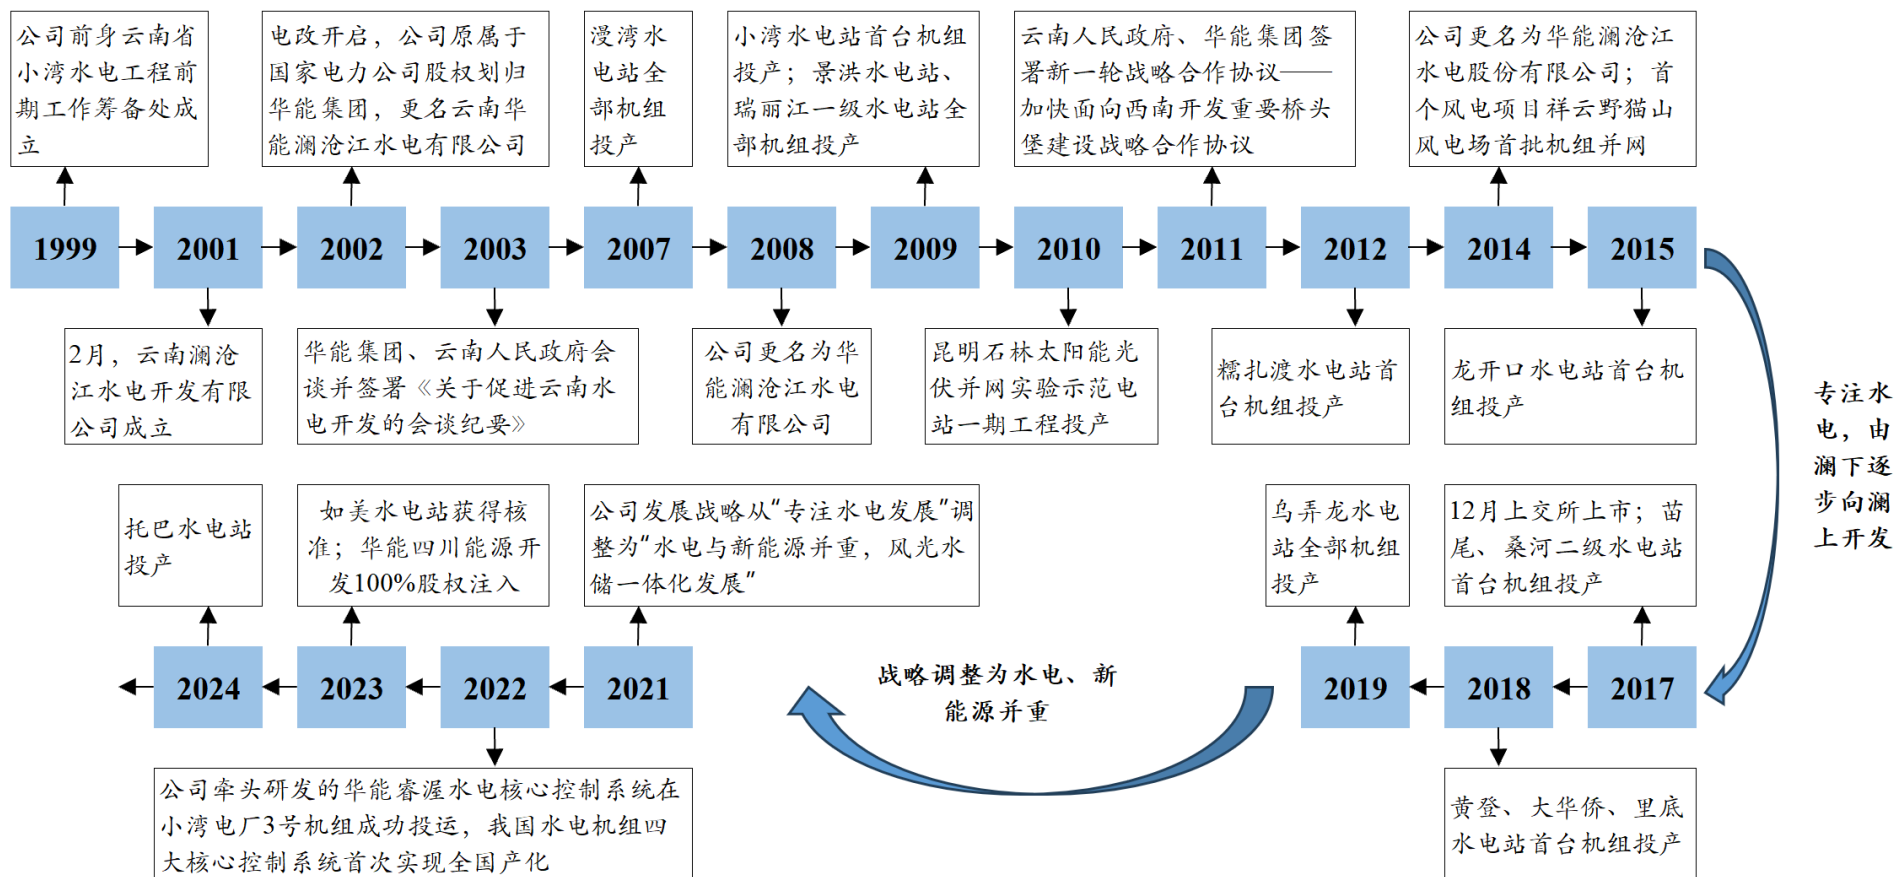 公司前身云南省
小湾水电工程前
期工作筹备处成
立
电改开启，公司原属于
国家电力公司股权划归
华能集团，更名云南华
能澜沧江水电有限公司
漫湾水
电站全
部机组
投产
小湾水电站首台机组
投产；景洪水电站、
瑞丽江一级水电站全
部机组投产
云南人民政府、华能集团签
署新一轮战略合作协议——
加快面向西南开发重要桥头
堡建设战略合作协议
公司更名为华能澜沧江
水电股份有限公司；首
个风电项目祥云野猫山
风电场首批机组并网
1999
2001
2002
2003
2007
2008
2009
2010
2011
2012
2014
2015
2月，云南澜沧
江水电开发有限
公司成立
华能集团、云南人民政府会
谈并签署《关于促进云南水
电开发的会谈纪要》
公司更名为华
能澜沧江水电
有限公司
昆明石林太阳能光
伏并网实验示范电
站一期工程投产
糯扎渡水电站首
台机组投产
龙开口水电站首台机
组投产
专注水
电，由
澜下逐
步向澜
上开发
托巴水电站
投产
如美水电站获得核
准；华能四川能源开
发100%股权注入
公司发展战略从“专注水电发展”调
整为“水电与新能源并重，风光水
储一体化发展”
乌弄龙水电
站全部机组
投产
12月上交所上市；苗
尾、桑河二级水电站
首台机组投产
2024
2023
2022
2021
战略调整为水电、新
能源并重
2019
2018
2017
公司牵头研发的华能睿渥水电核心控制系统在
小湾电厂3号机组成功投运，我国水电机组四
大核心控制系统首次实现全国产化
黄登、大华侨、里底
水电站首台机组投产